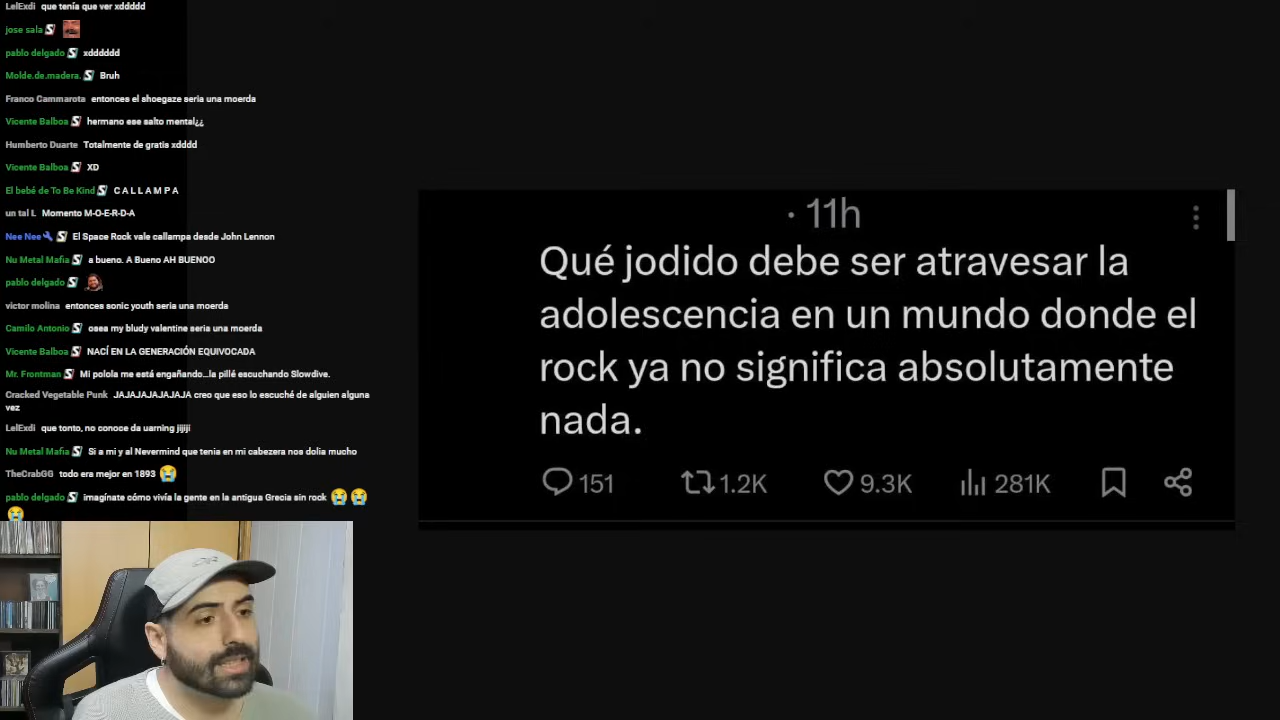 LelExdi que tenía que ver xddddd
jose sala
pablo delgado xdddddd
Molde.de.madera. Bruh
Franco Cammarota entonces el shoegaze seria una moerda
Vicente Balboa hermano ese salto mental¿¿
Humberto Duarte Totalmente de gratis xdddd
Vicente Balboa XD
El bebé de To Be Kind C A L L A M P A
un tal L Momento M-O-E-R-D-A
Nee Nee El Space Rock vale callampa desde John Lennon
Nu Metal Mafia a bueno. A Bueno AH BUENOO
pablo delgado
victor molina entonces sonic youth seria una moerda
Camilo Antonio osea my bludy valentine seria una moerda
Vicente Balboa NACÍ EN LA GENERACIÓN EQUIVOCADA
Mr. Frontman Mi polola me está engañando...la pillé escuchando Slowdive.
Cracked Vegetable Punk JAJAJAJAJAJAJA creo que eso lo escuché de alguien alguna
vez
LelExdi que tonto, no conoce da uarning jijiji
Nu Metal Mafia Si a mi y al Nevermind que tenia en mi cabezera nos dolia mucho
TheCrabGG todo era mejor en 1893 😭
pablo delgado imagínate cómo vivía la gente en la antigua Grecia sin rock 😭😭
😭
· 11h
Qué jodido debe ser atravesar la
adolescencia en un mundo donde el
rock ya no significa absolutamente
nada.
151 1.2K 9.3K 281K